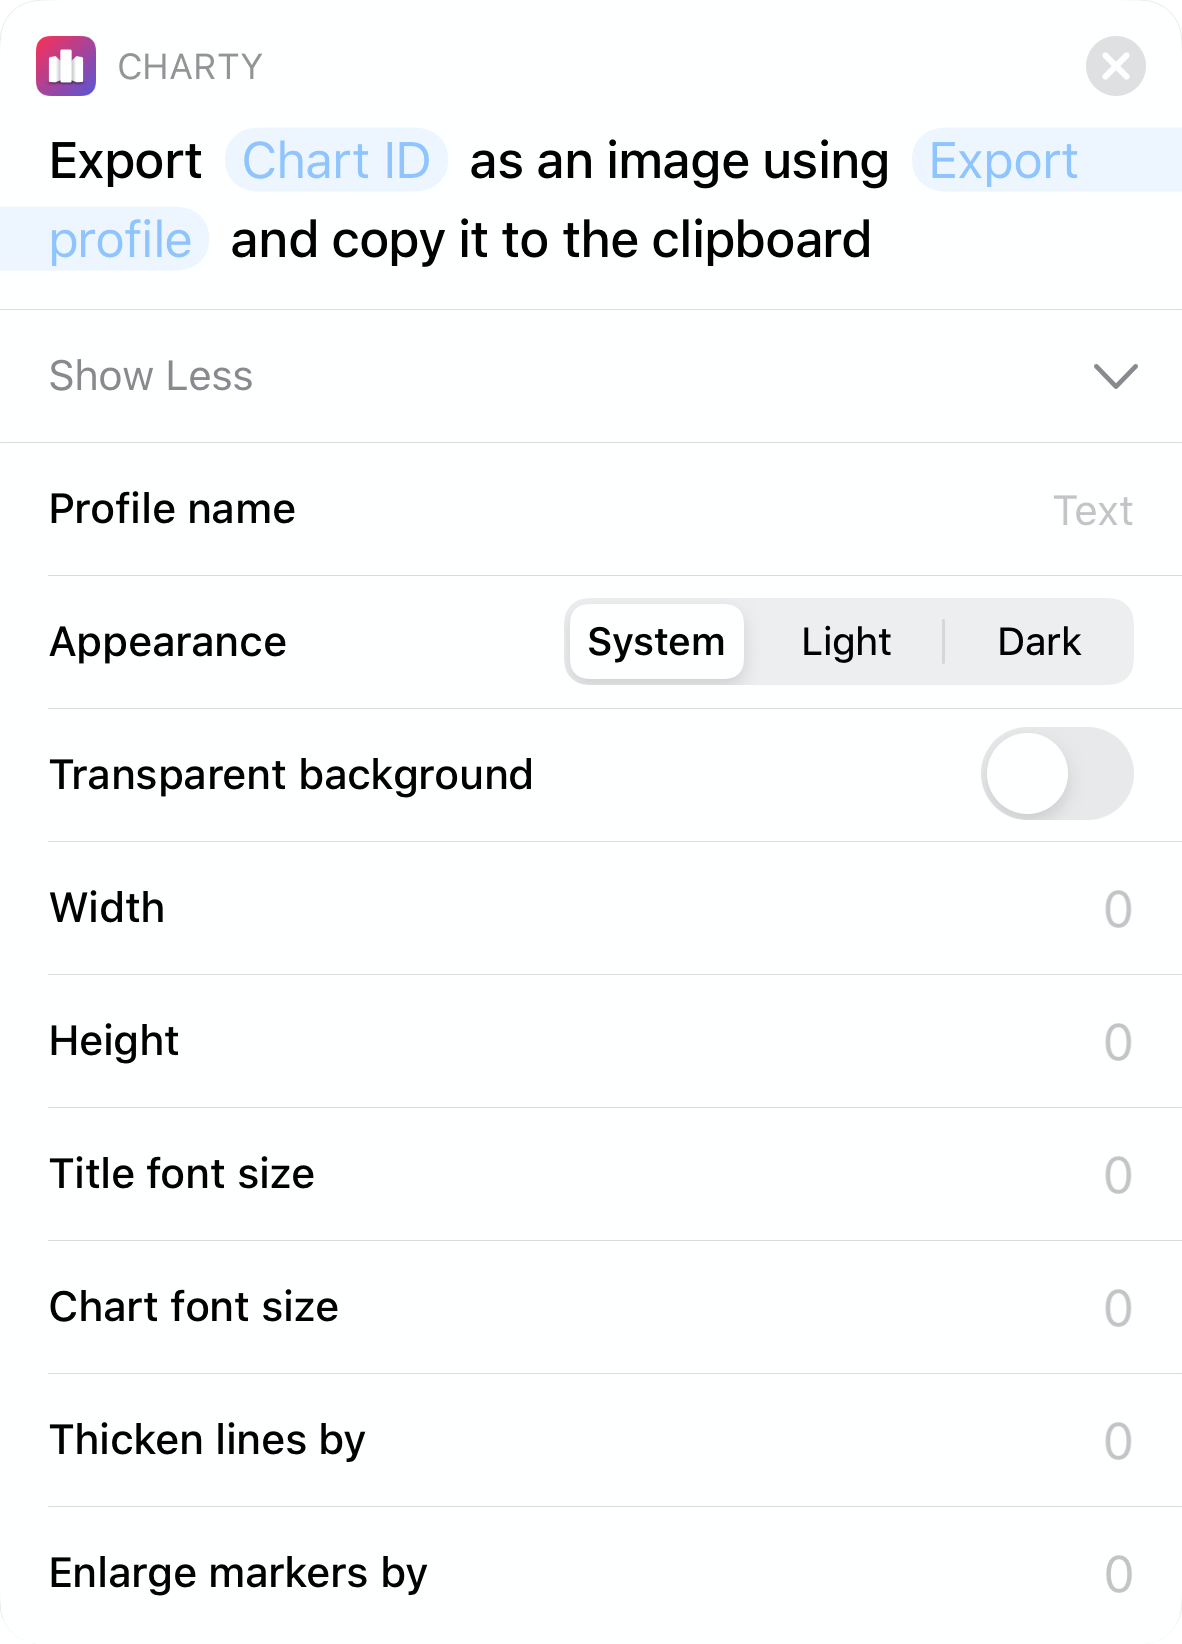 CHARTY
Export Chart ID as an image using Export
profile and copy it to the clipboard
Show Less
Profile name Text
Appearance System Light Dark
Transparent background
Width 0
Height 0
Title font size 0
Chart font size 0
Thicken lines by 0
Enlarge markers by 0